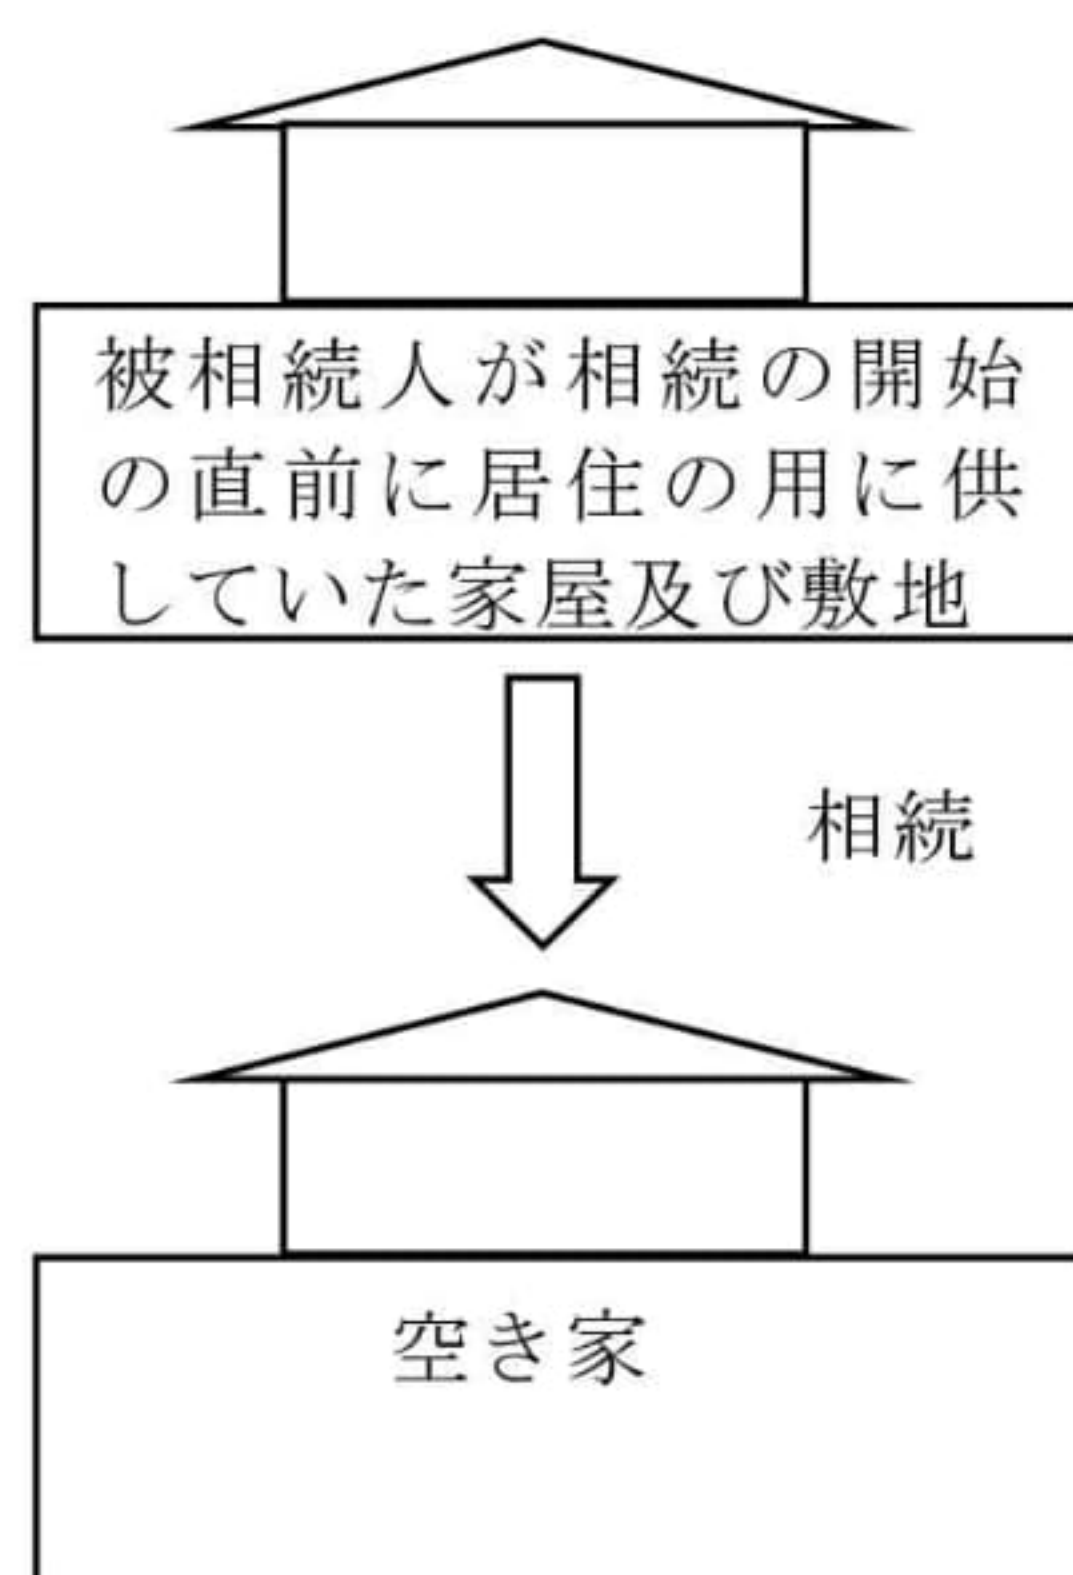 被相続人が相続の開始
の直前に居住の用に供
していた家屋及び敷地
相続
空き家